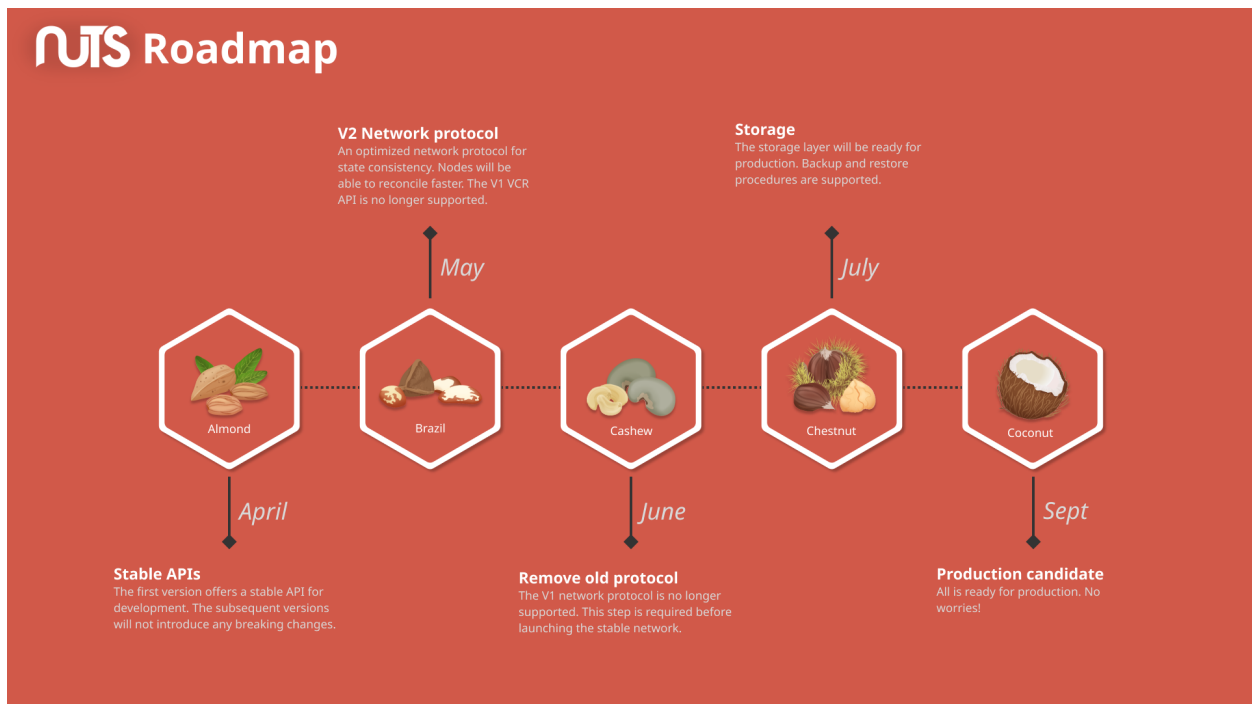 nuts Roadmap
V2 Network protocol
An optimized network protocol for
state consistency. Nodes will be
able to reconcile faster. The V1 VCR
API is no longer supported.
Storage
The storage layer will be ready for
production. Backup and restore
procedures are supported.
May
July
Almond
Brazil
Cashew
Chestnut
Coconut
April
June
Sept
Stable APIs
The first version offers a stable API for
development. The subsequent versions
will not introduce any breaking changes.
Remove old protocol
The V1 network protocol is no longer
supported. This step is required before
launching the stable network.
Production candidate
All is ready for production. No
worries!